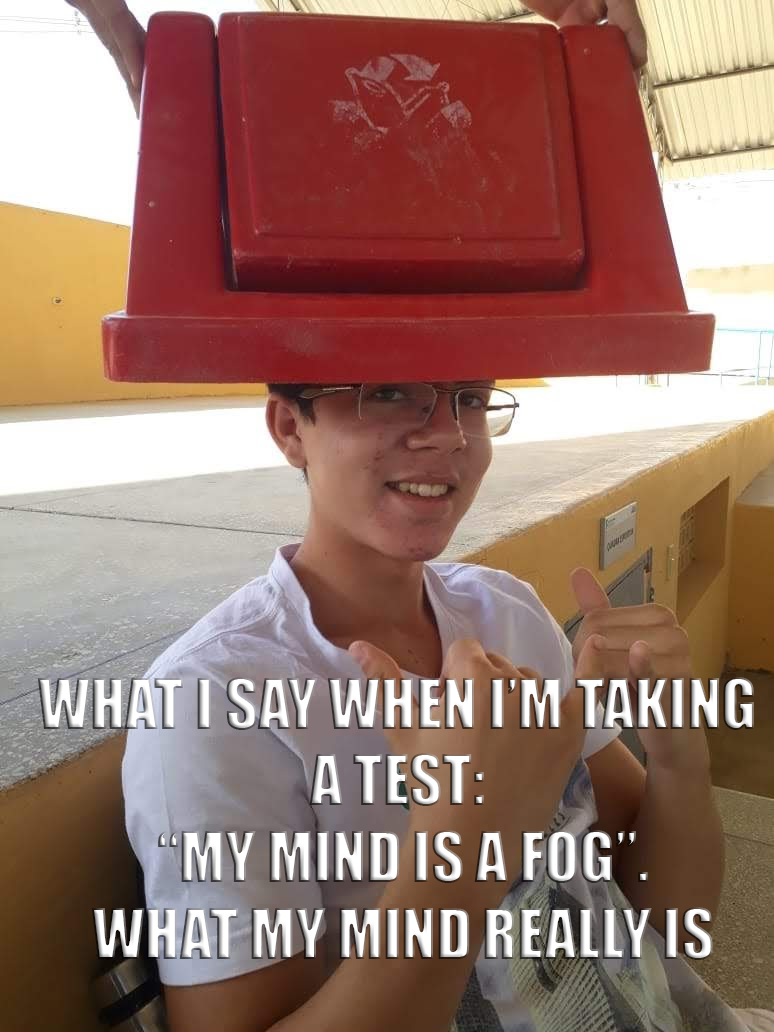 WHAT I SAY WHEN I'M TAKING
A TEST:
“MY MIND IS A FOG”.
WHAT MY MIND REALLY IS